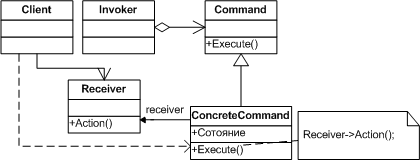 Client
Invoker
Command
+Execute()
Receiver
+Action()
receiver
ConcreteCommand
+Сотояние
+Execute()
Receiver->Action();